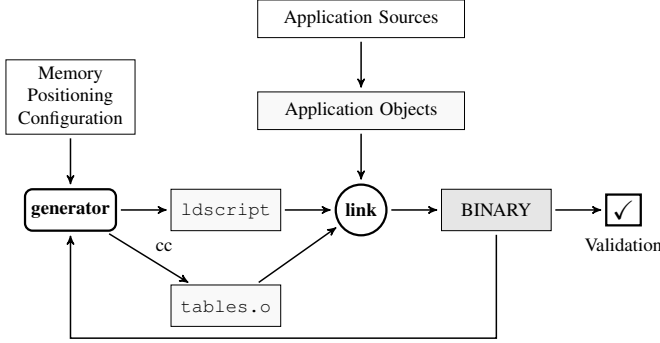 Application Sources
Memory
Positioning
Configuration
Application Objects
generator
ldscript
link
BINARY
✓
cc
Validation
tables.o